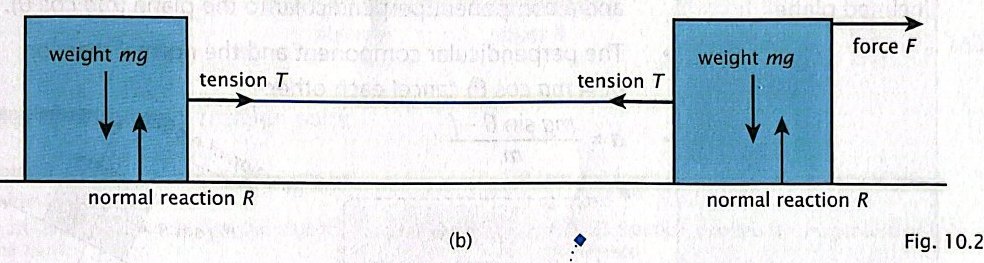 weight mg
tension T
normal reaction R
tension T
weight mg
force F
normal reaction R
(b)
Fig. 10.2